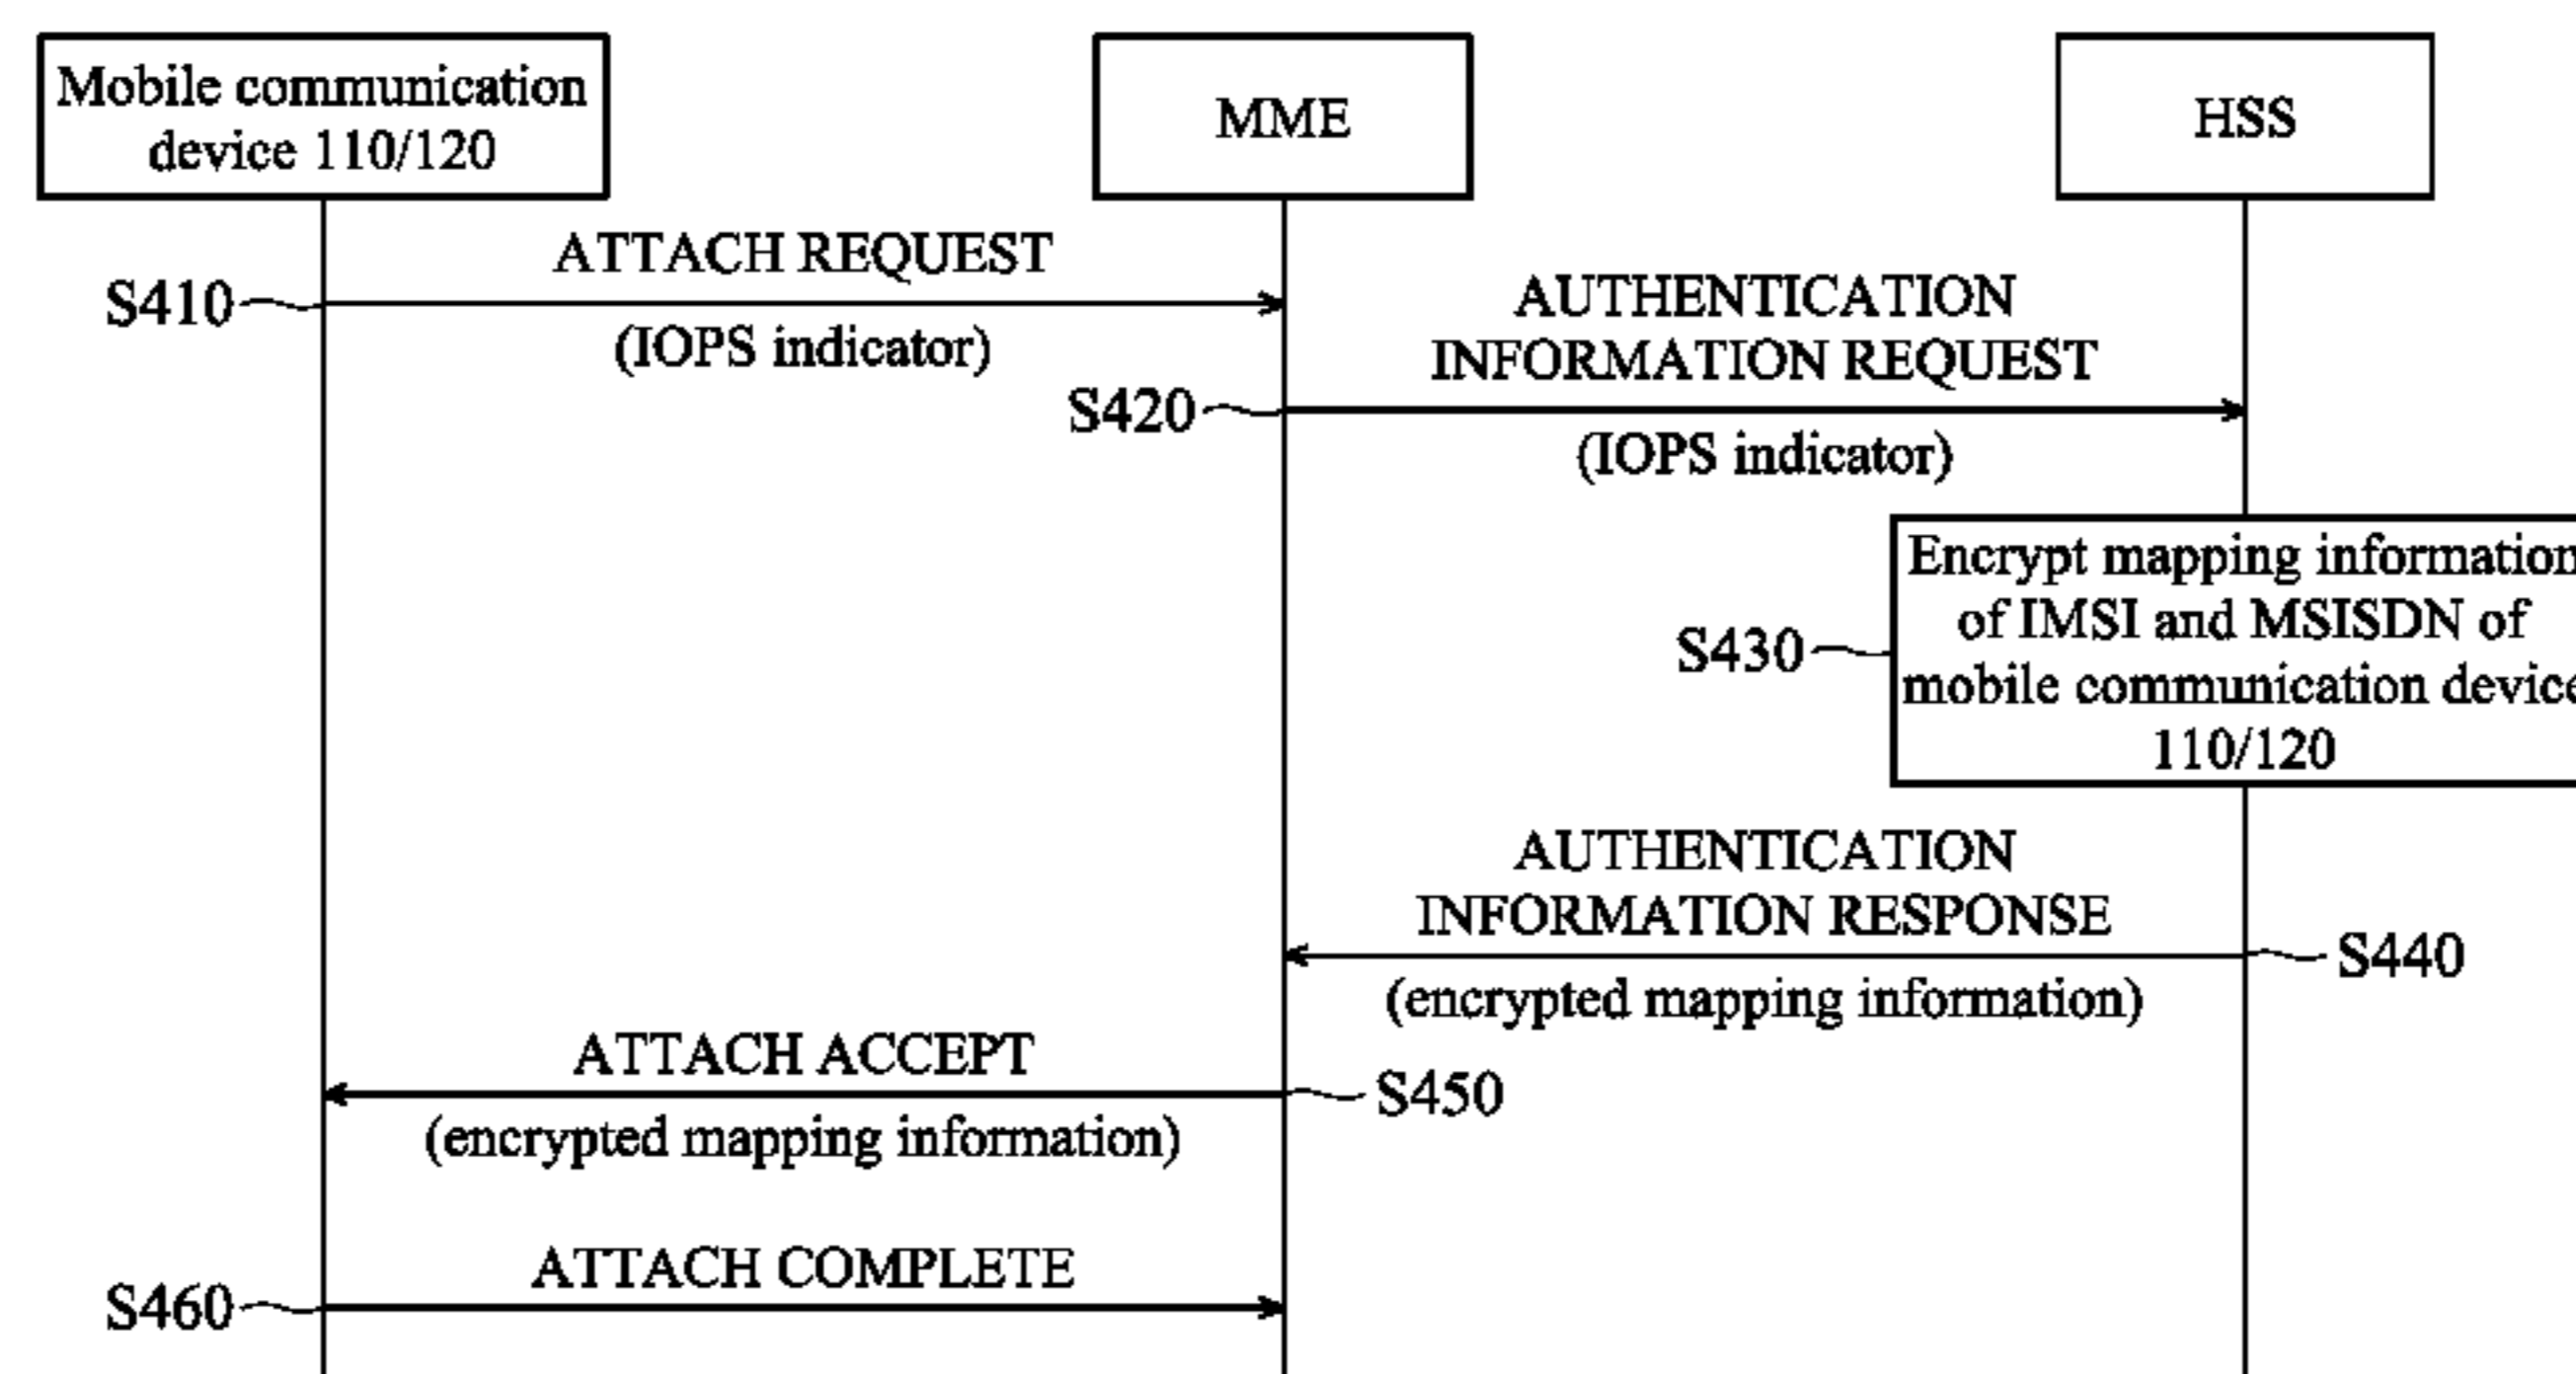 Mobile communication
device 110/120
MME
HSS
ATTACH REQUEST
S410
(IOPS indicator)
AUTHENTICATION
INFORMATION REQUEST
S420
(IOPS indicator)
Encrypt mapping information
of IMSI and MSISDN of
mobile communication device
110/120
S430
AUTHENTICATION
INFORMATION RESPONSE
S440
(encrypted mapping information)
ATTACH ACCEPT
S450
(encrypted mapping information)
ATTACH COMPLETE
S460